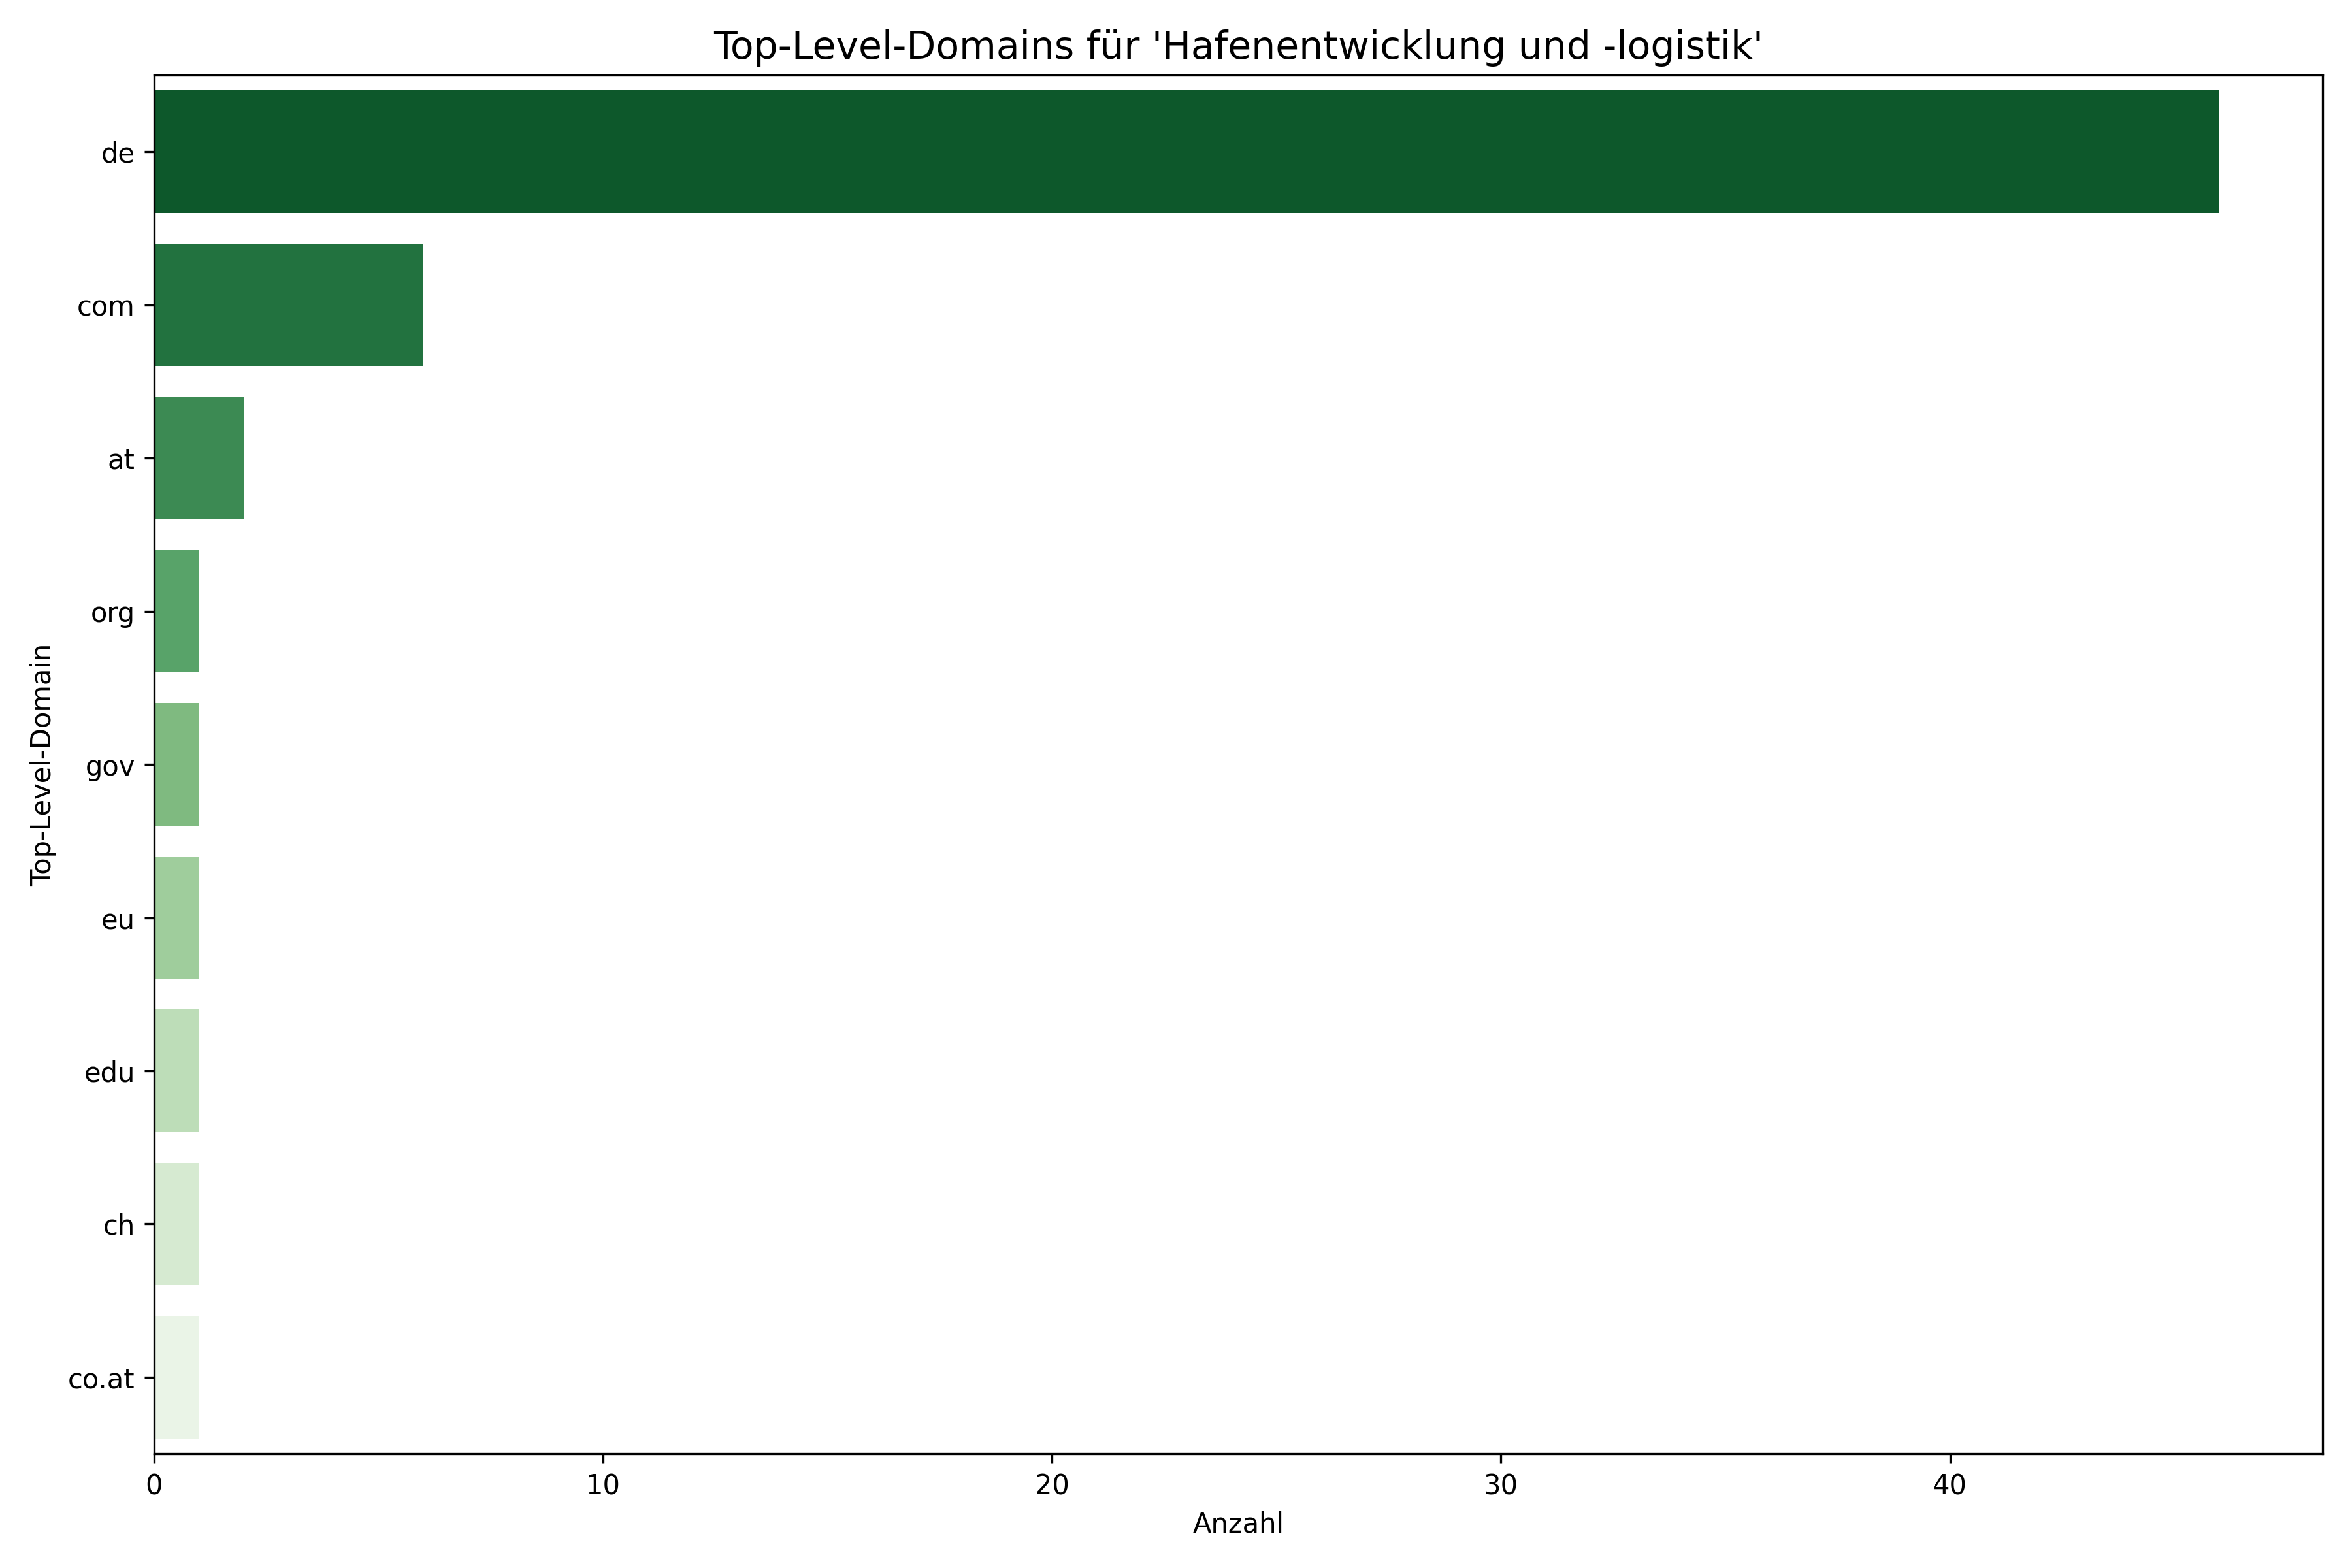 Top-Level-Domains für 'Hafenentwicklung und -logistik'
Top-Level-Domain
de
com
at
org
gov
eu
edu
ch
co.at
0 10 20 30 40
Anzahl